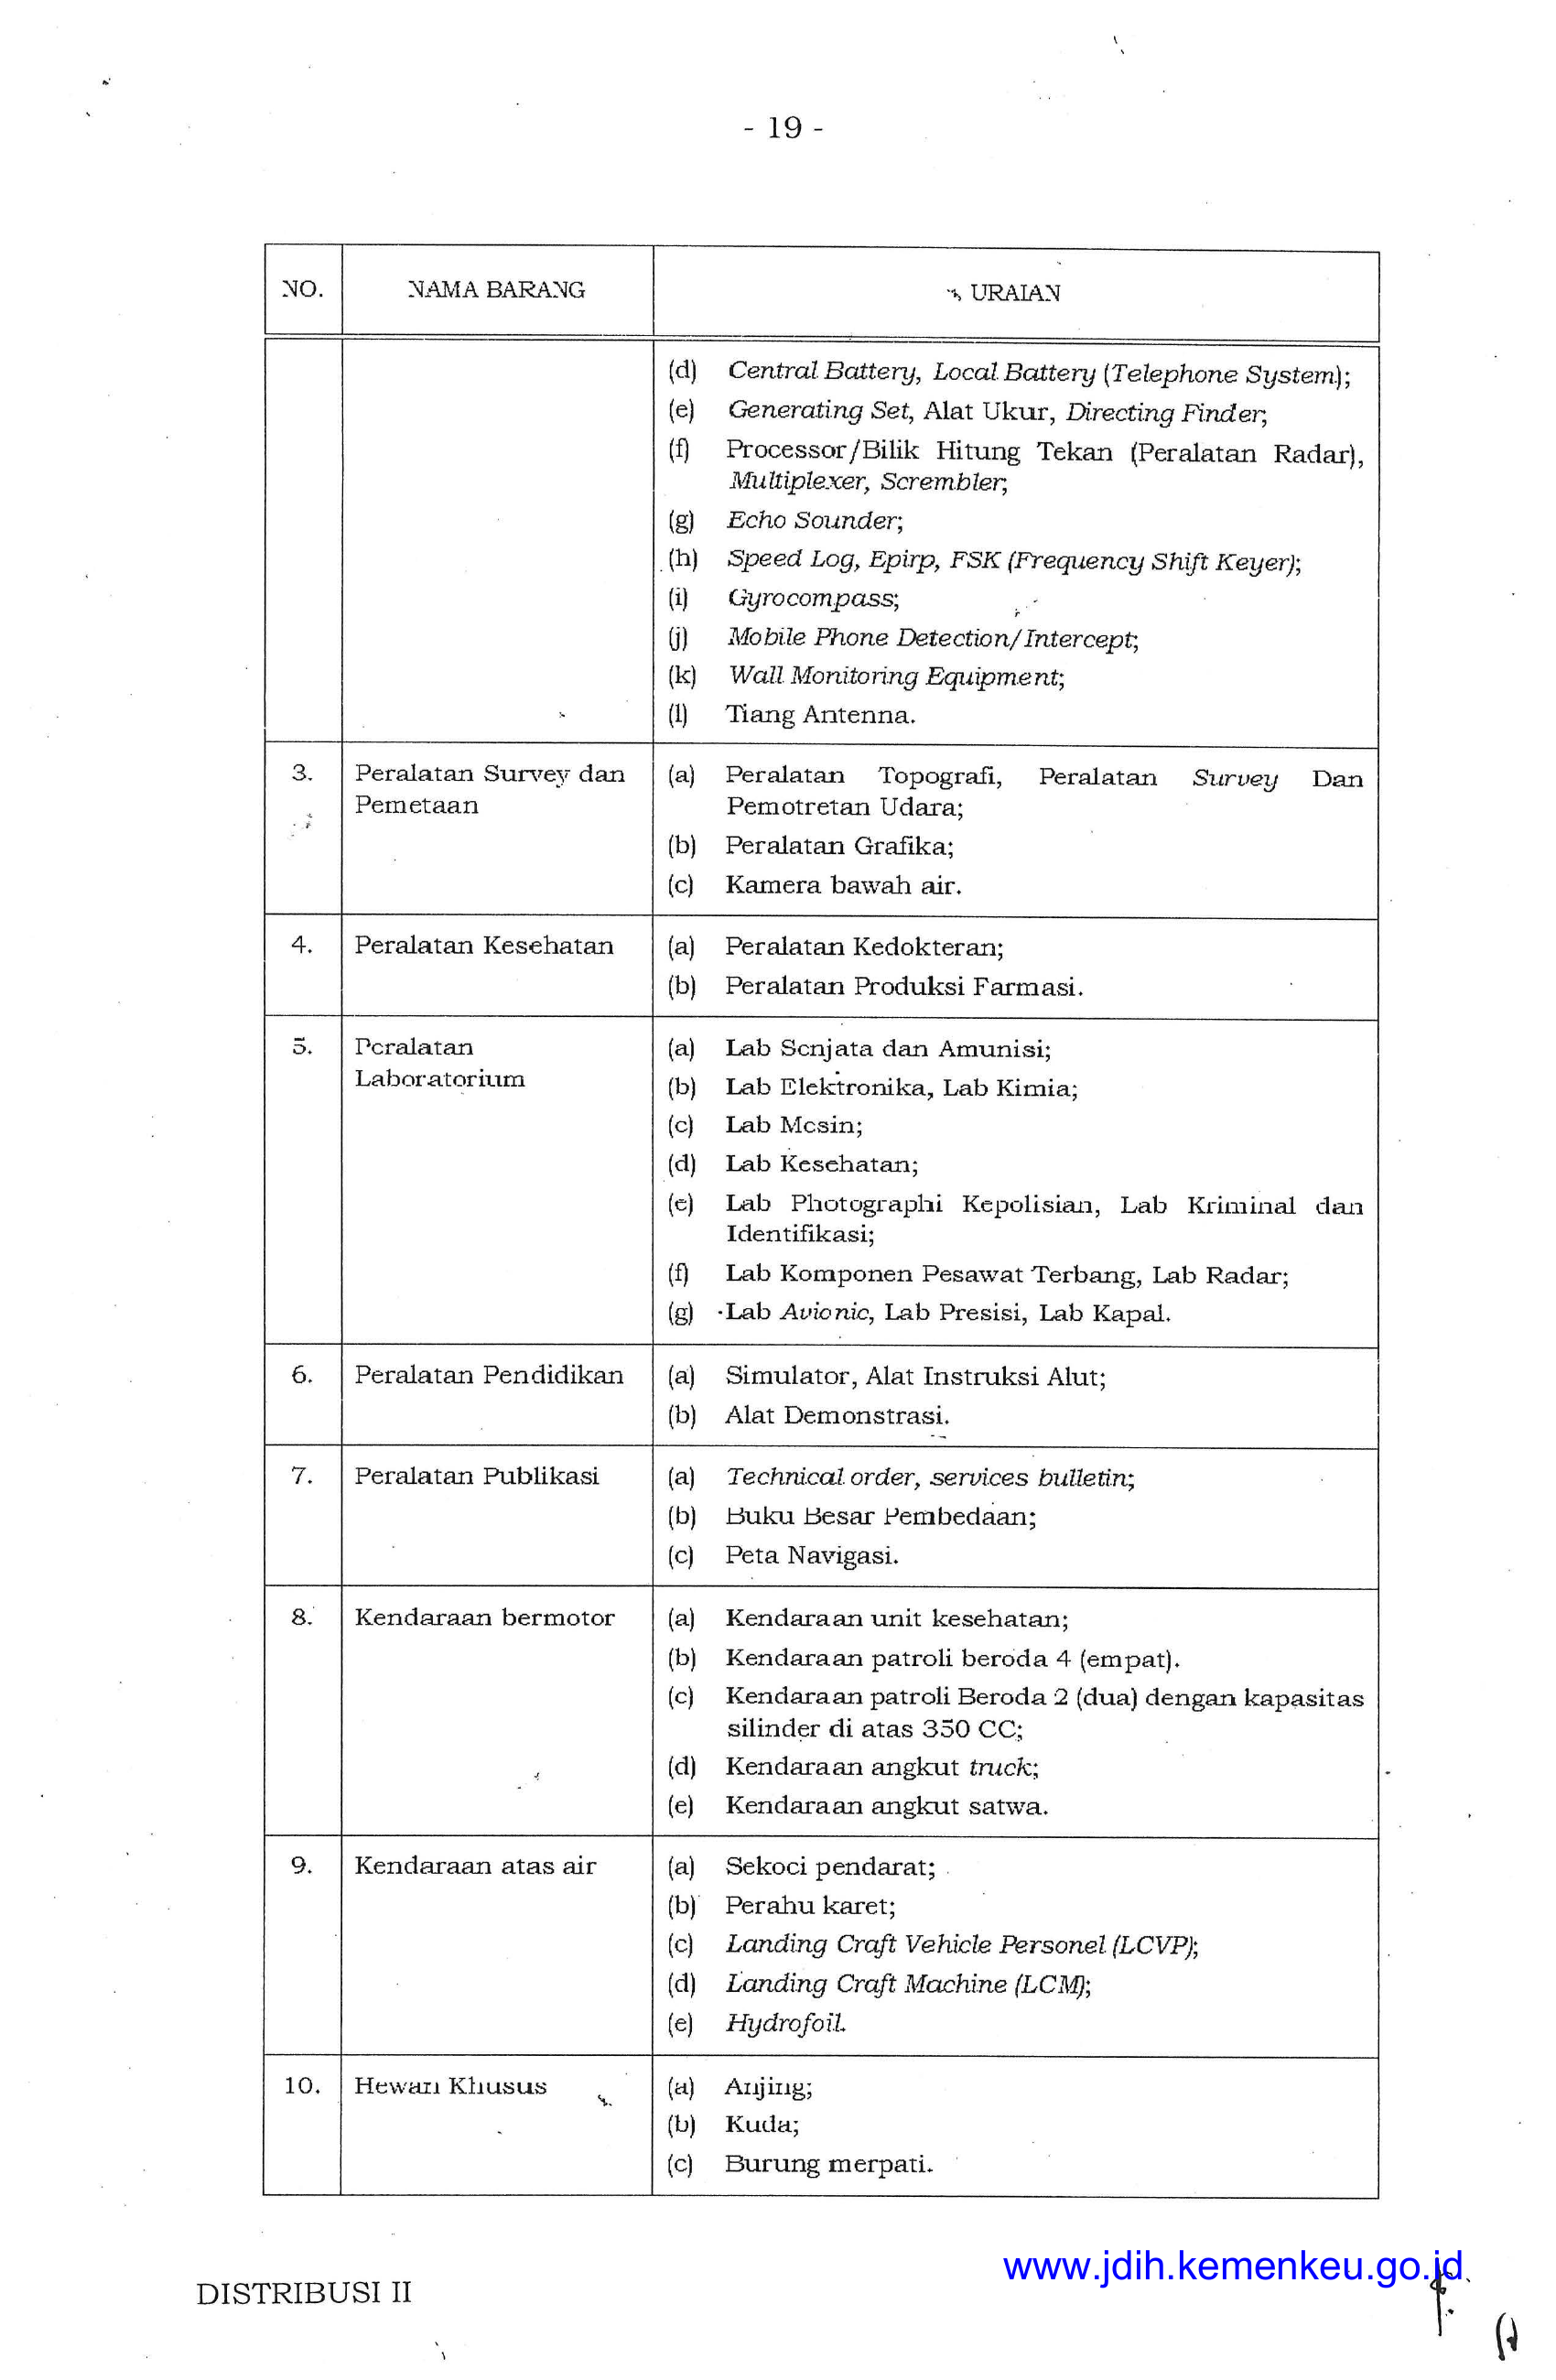 - 19 -
NO. NAMA BARANG URAIAN
(d) Central Battery, Local Battery (Telephone System);
(e) Generating Set, Alat Ukur, Directing Finder;
(f) Processor/Bilik Hitung Tekan (Peralatan Radar),
Multiplexer, Scrembler;
(g) Echo Sounder;
(h) Speed Log, Epirp, FSK (Frequency Shift Keyer);
(i) Gyrocompass;
(j) Mobile Phone Detection/Intercept;
(k) Wall Monitoring Equipment;
(l) Tiang Antenna.
3. Peralatan Survey dan (a) Peralatan Topografi, Peralatan Survey Dan
Pemetaan Pemotretan Udara;
(b) Peralatan Grafika;
(c) Kamera bawah air.
4. Peralatan Kesehatan (a) Peralatan Kedokteran;
(b) Peralatan Produksi Farmasi.
5. Peralatan (a) Lab Senjata dan Amunisi;
Laboratorium (b) Lab Elektronika, Lab Kimia;
(c) Lab Mesin;
(d) Lab Kesehatan;
(e) Lab Photographi Kepolisian, Lab Kriminal dan
Identifikasi;
(f) Lab Komponen Pesawat Terbang, Lab Radar;
(g) Lab Avionic, Lab Presisi, Lab Kapal.
6. Peralatan Pendidikan (a) Simulator, Alat Instruksi Alut;
(b) Alat Demonstrasi.
7. Peralatan Publikasi (a) Technical order, services bulletin;
(b) Buku Besar Pembedaan;
(c) Peta Navigasi.
8. Kendaraan bermotor (a) Kendaraan unit kesehatan;
(b) Kendaraan patroli beroda 4 (empat).
(c) Kendaraan patroli Beroda 2 (dua) dengan kapasitas
silinder di atas 350 CC;
(d) Kendaraan angkut truck;
(e) Kendaraan angkut satwa.
9. Kendaraan atas air (a) Sekoci pendarat;
(b) Perahu karet;
(c) Landing Craft Vehicle Personel (LCVP);
(d) Landing Craft Machine (LCM);
(e) Hydrofoil.
10. Hewan Khusus (a) Anjing;
(b) Kuda;
(c) Burung merpati.
www.jdih.kemenkeu.go.id
DISTRIBUSI II